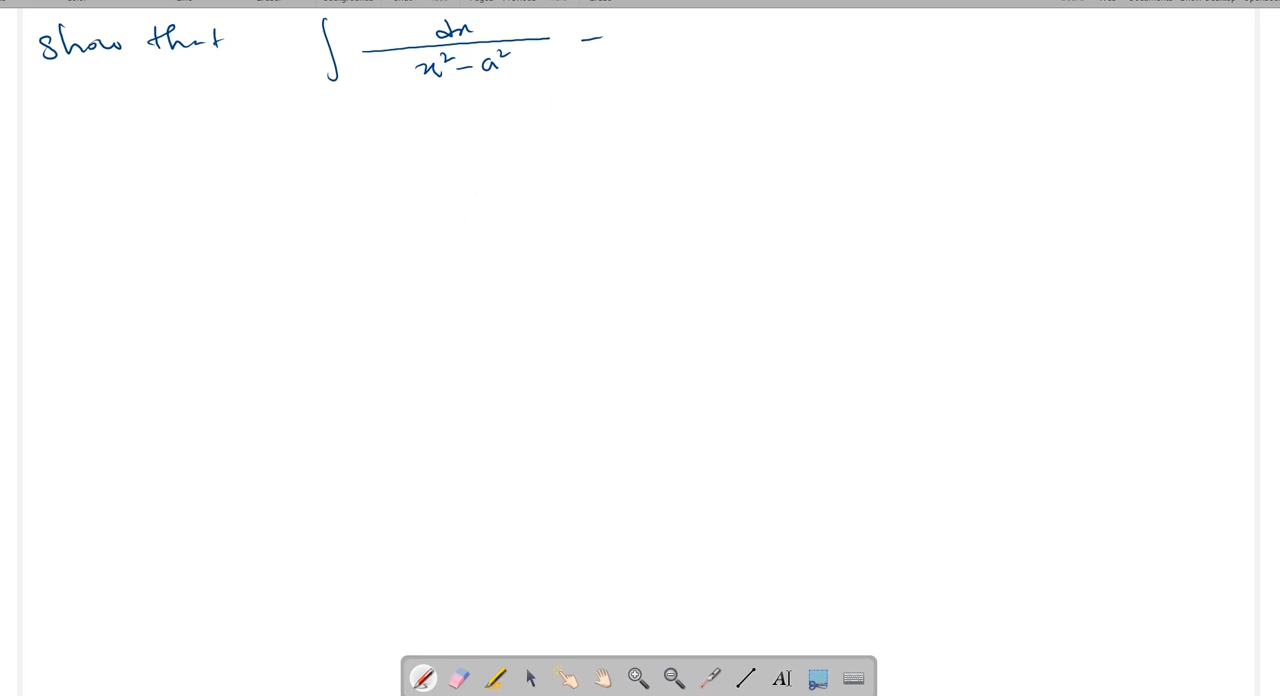 show that ∫ dx / (x² - a²) -